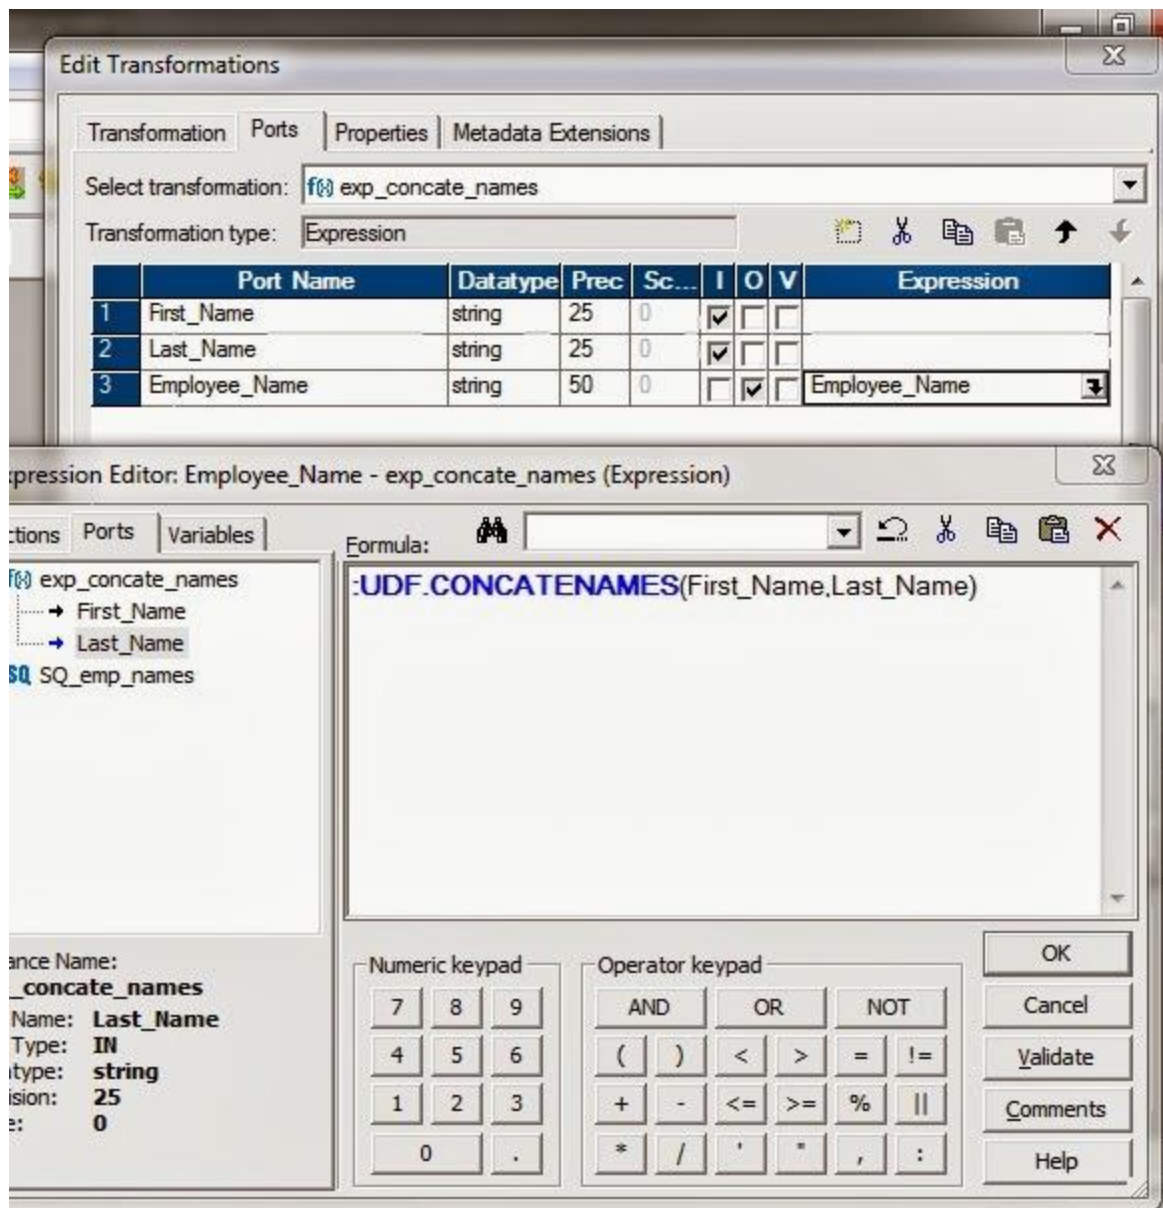 Edit Transformations
Transformation Ports Properties Metadata Extensions
Select transformation: f(x) exp_concate_names
Transformation type: Expression
Port Name Datatype Prec Sc... I O V Expression
1 First_Name string 25 0
2 Last_Name string 25 0
3 Employee_Name string 50 0 Employee_Name
pression Editor: Employee_Name - exp_concate_names (Expression)
ctions Ports Variables
Formula:
f(x) exp_concate_names
First_Name
Last_Name
SQ SQ_emp_names
:UDF.CONCATENAMES(First_Name,Last_Name)
ance Name:
_concate_names
Name: Last_Name
Type: IN
atype: string
ision: 25
e: 0
Numeric keypad
7 8 9
4 5 6
1 2 3
0 .
Operator keypad
AND OR NOT
( ) < > = !=
+ - <= >= % ||
* / ' " , :
OK
Cancel
Validate
Comments
Help